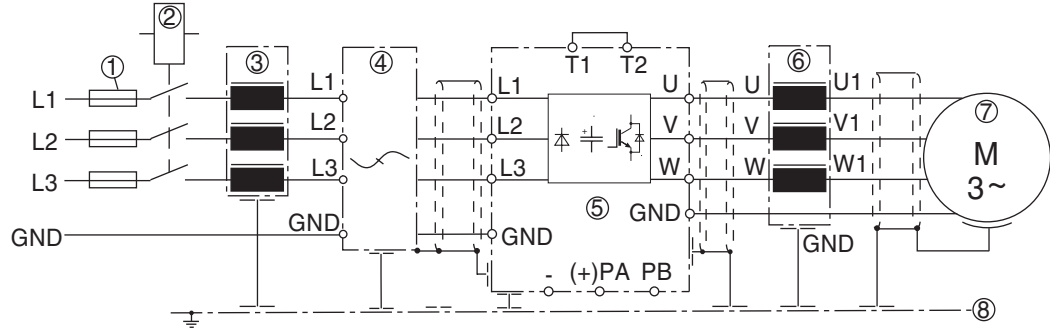 ② T1 T2
① ③ ④ ⑥
L1 L1 L1 U U U1 ⑦
L2 L2 L2 V V V1 M
L3 L3 L3 W W W1 3~
⑤ GND
GND GND GND GND
- (+)PA PB
⑧